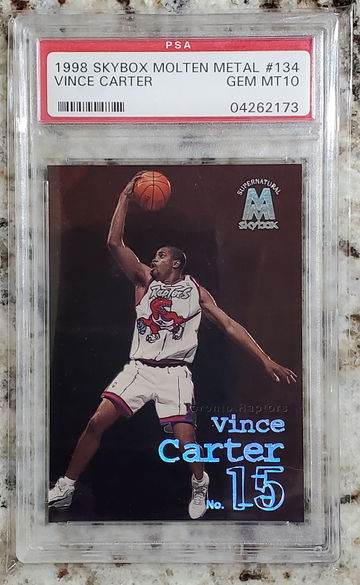 PSA
1998 SKYBOX MOLTEN METAL #134
VINCE CARTER GEM MT10
04262173
SUPERNATURAL
MM
SKYBOX
RAPTORS
Toronto Raptors
Vince
Carter
No. 15